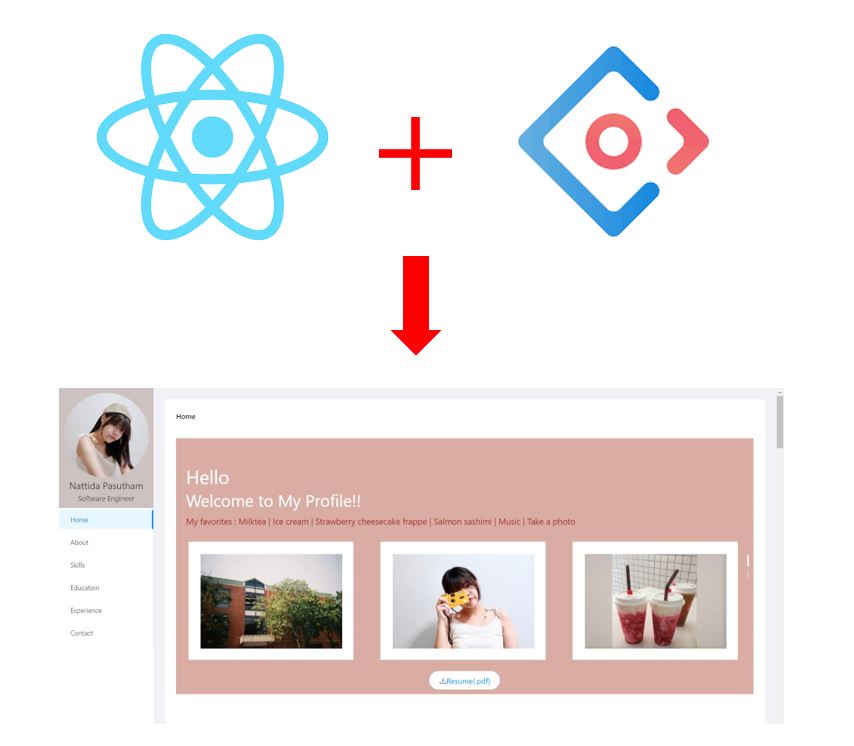 Nattida Pasutham
Software Engineer
Home
About
Skills
Education
Experience
Contact
Home
Hello
Welcome to My Profile!!
My favorites : Milktea | Ice cream | Strawberry cheesecake frappe | Salmon sashimi | Music | Take a photo
Resume(.pdf)